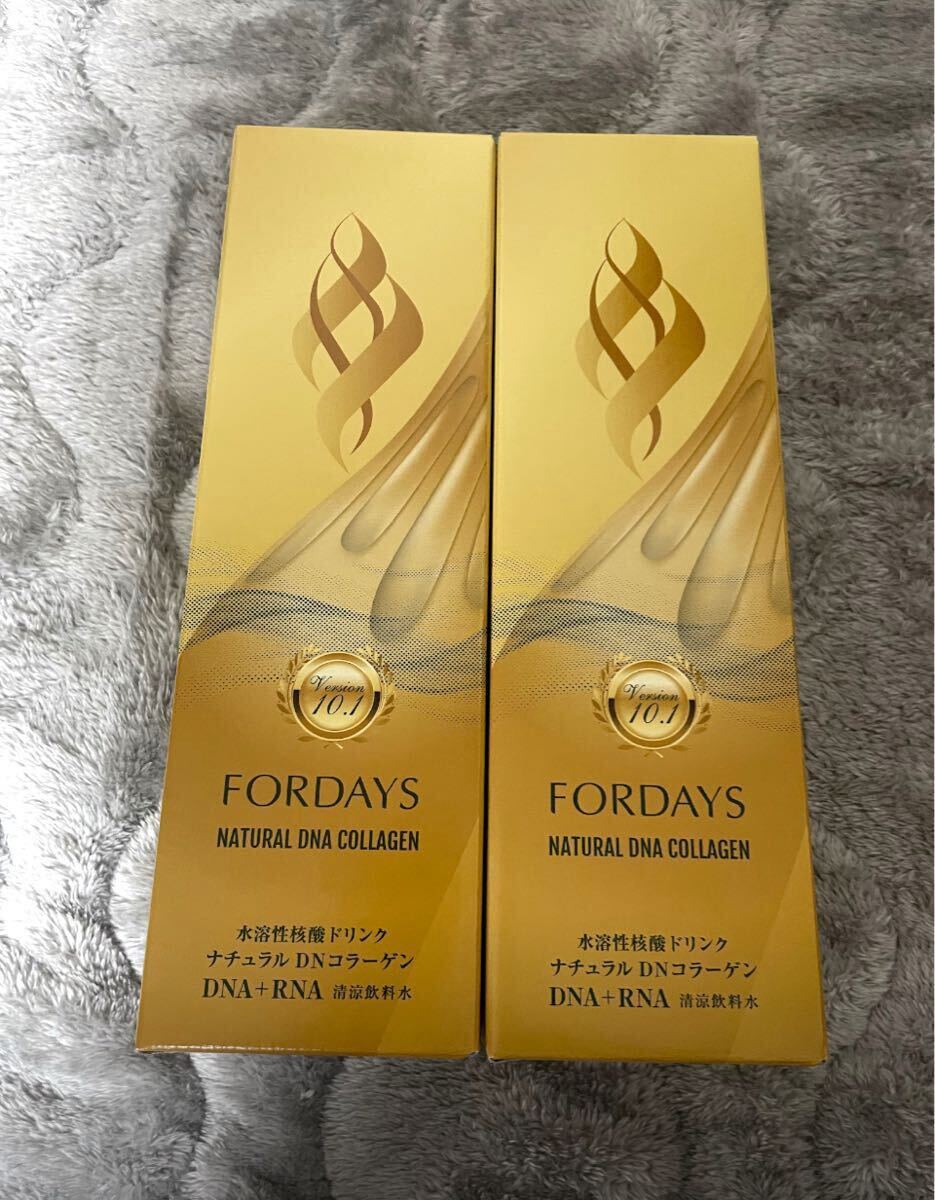 Version
10.1
FORDAYS
NATURAL DNA COLLAGEN
水溶性核酸ドリンク
ナチュラル DNコラーゲン
DNA+RNA 清涼飲料水
Version
10.1
FORDAYS
NATURAL DNA COLLAGEN
水溶性核酸ドリンク
ナチュラル DNコラーゲン
DNA+RNA 清涼飲料水